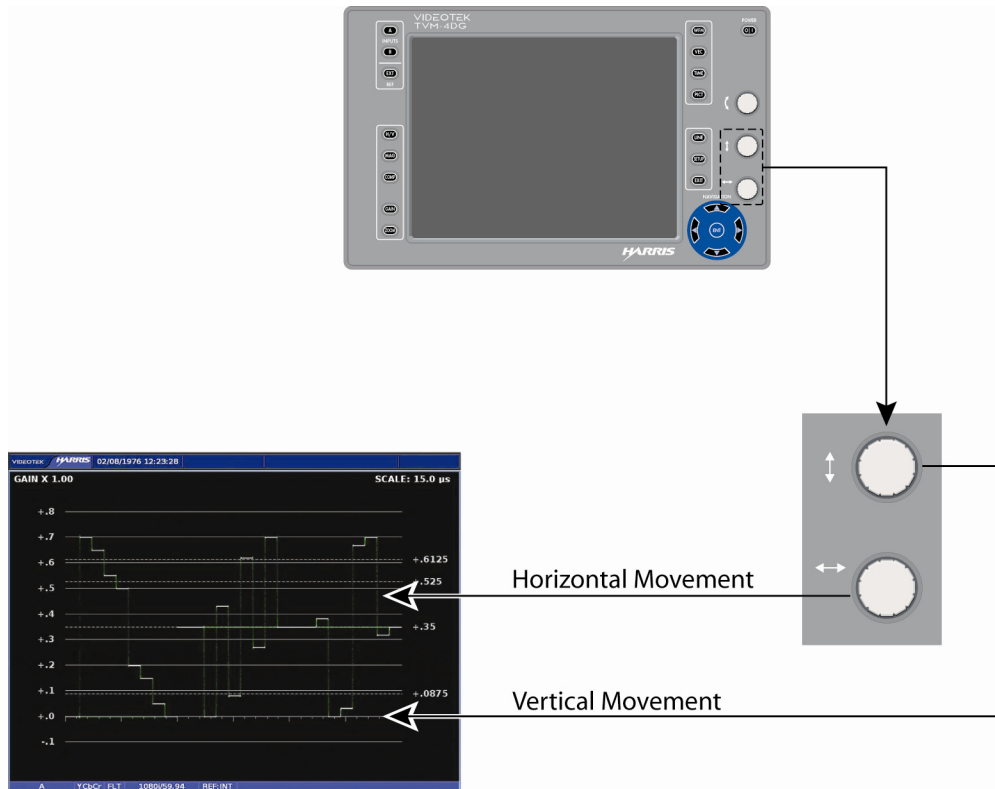 VIDEOTEK
TVM-4DG
POWER
A
INPUTS
B
EXT
REF
WFM
VEC
TIME
PICT
H/V
MAG
COMP
GAIN
ZOOM
LINE
SETUP
EXIT
NAVIGATION
ENT
HARRIS
VIDEOTEK HARRIS 02/08/1976 12:23:28
GAIN X 1.00 SCALE: 15.0 µs
+.8
+.7
+.6
+.5
+.4
+.3
+.2
+.1
+.0
-.1
+.6125
+.525
+.35
+.0875
A YCbCr FLT 1080i/59.94 REF:INT
Horizontal Movement
Vertical Movement